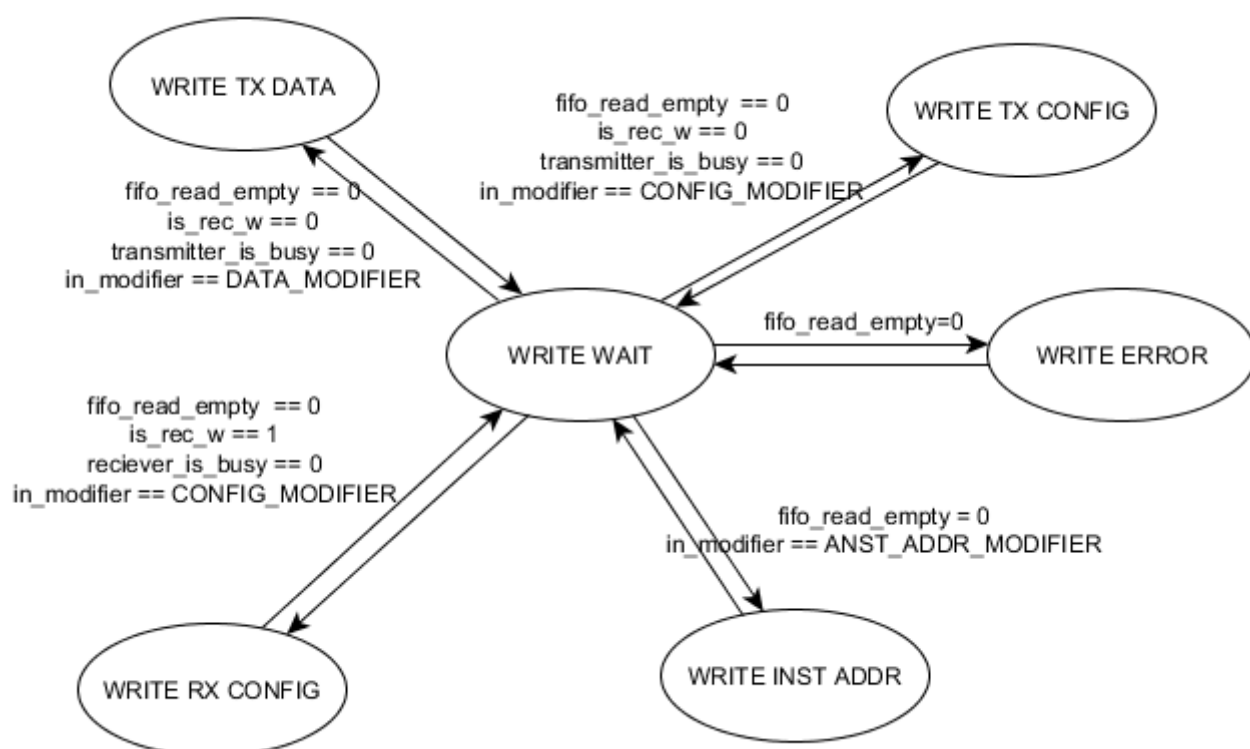 WRITE TX DATA
fifo_read_empty == 0
is_rec_w == 0
transmitter_is_busy == 0
in_modifier == CONFIG_MODIFIER
WRITE TX CONFIG
fifo_read_empty == 0
is_rec_w == 0
transmitter_is_busy == 0
in_modifier == DATA_MODIFIER
WRITE WAIT
fifo_read_empty=0
WRITE ERROR
fifo_read_empty == 0
is_rec_w == 1
reciever_is_busy == 0
in_modifier == CONFIG_MODIFIER
fifo_read_empty = 0
in_modifier == ANST_ADDR_MODIFIER
WRITE RX CONFIG
WRITE INST ADDR